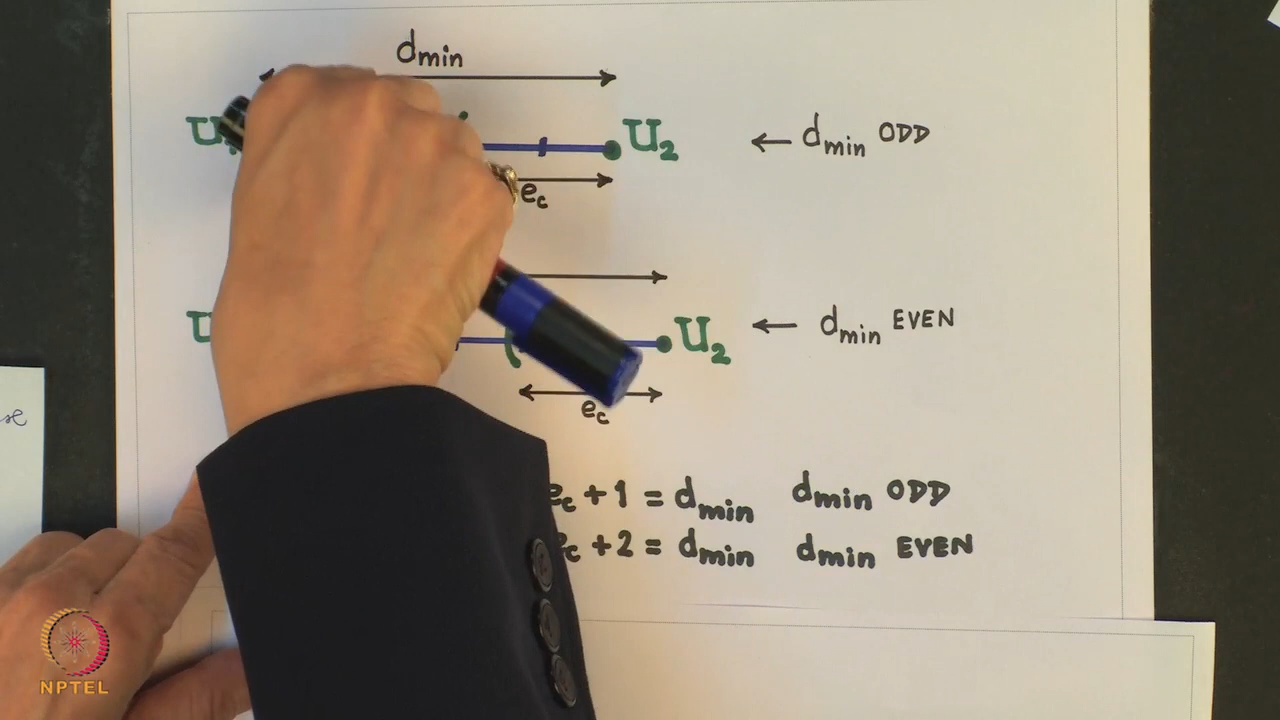 dmin
U₂ ← dmin ODD
ec
U₂ ← dmin EVEN
ec
ec + 1 = dmin dmin ODD
+ 2 = dmin dmin EVEN
NPTEL